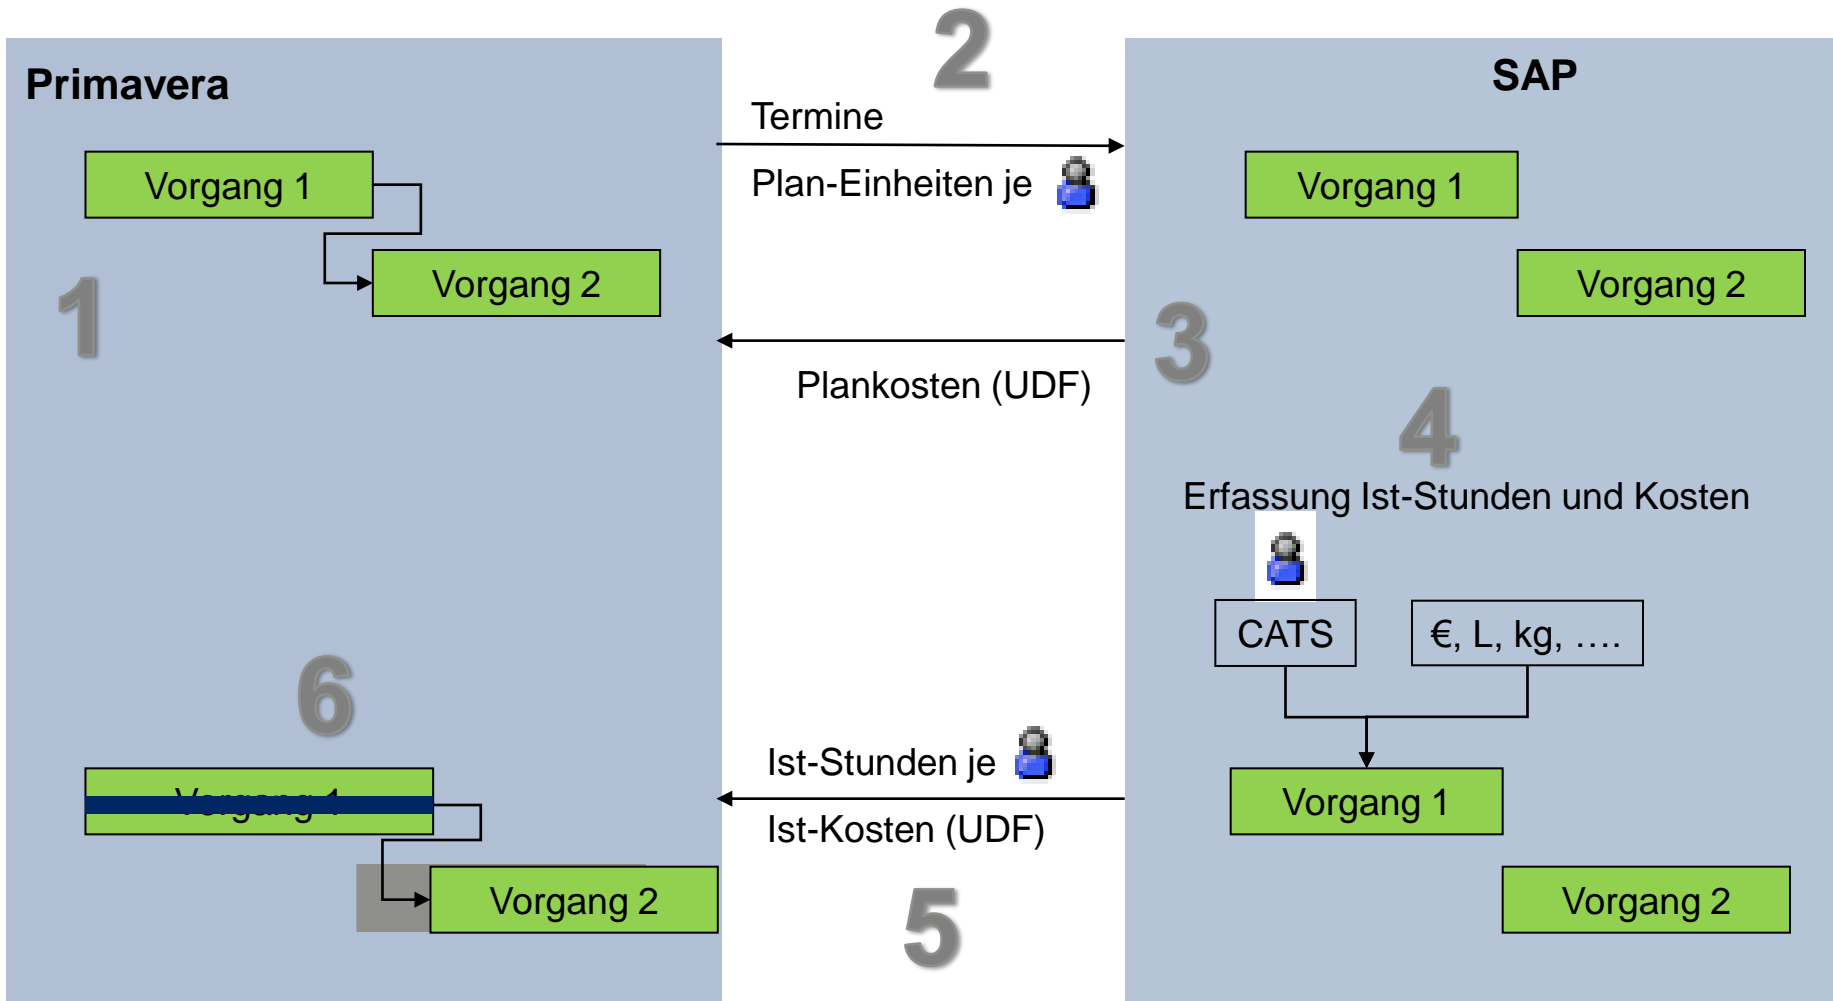 2
Primavera
SAP
Termine
Vorgang 1
Plan-Einheiten je
Vorgang 1
Vorgang 2
Vorgang 2
1
3
Plankosten (UDF)
4
Erfassung Ist-Stunden und Kosten
CATS
€, L, kg, ….
6
Ist-Stunden je
Vorgang 1
Vorgang 1
Ist-Kosten (UDF)
Vorgang 2
Vorgang 2
5